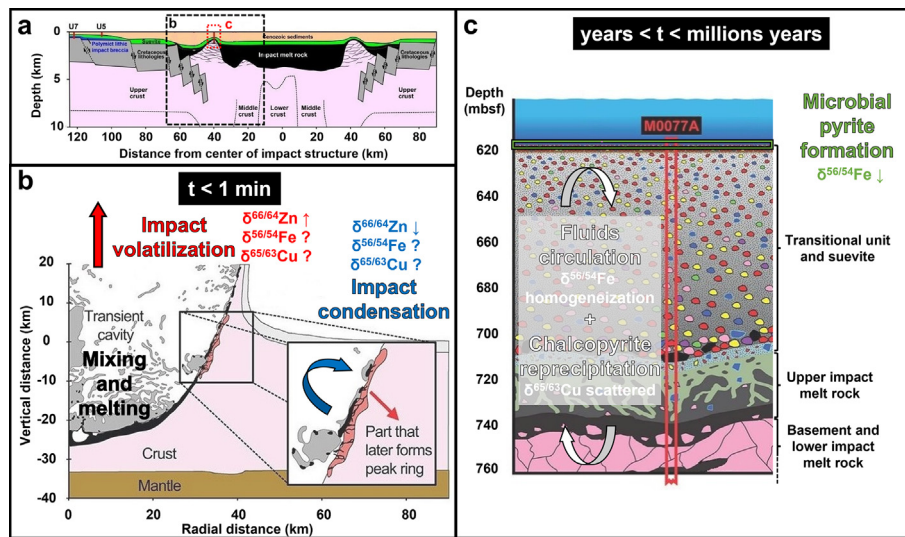 a
U7
U5
b
c
Cenozoic sediments
Suevite
Polymict lithic
impact breccia
Cretaceous
lithologies
Impact melt rock
Cretaceous
lithologies
Upper
crust
Middle
crust
Lower
crust
Middle
crust
Upper
crust
0
5
10
Depth
(km)
120 100 80 60 40 20 0 20 40 60 80
Distance from center of impact structure (km)
b
t < 1 min
Impact
volatilization
δ66/64Zn ↑
δ56/54Fe ?
δ65/63Cu ?
δ66/64Zn ↓
δ56/54Fe ?
δ65/63Cu ?
Impact
condensation
Transient
cavity
Mixing
and
melting
Part that
later forms
peak ring
Crust
Mantle
20
10
0
-10
-20
-30
-40
Vertical distance (km)
0 20 40 60 80
Radial distance (km)
c
years < t < millions years
Depth
(mbsf)
M0077A
Microbial
pyrite
formation
δ56/54Fe ↓
620
640
660
680
700
720
740
760
Fluids
circulation
δ56/54Fe
homogeneization
+
Chalcopyrite
reprecipitation
δ65/63Cu scattered
Transitional unit
and suevite
Upper impact
melt rock
Basement and
lower impact
melt rock